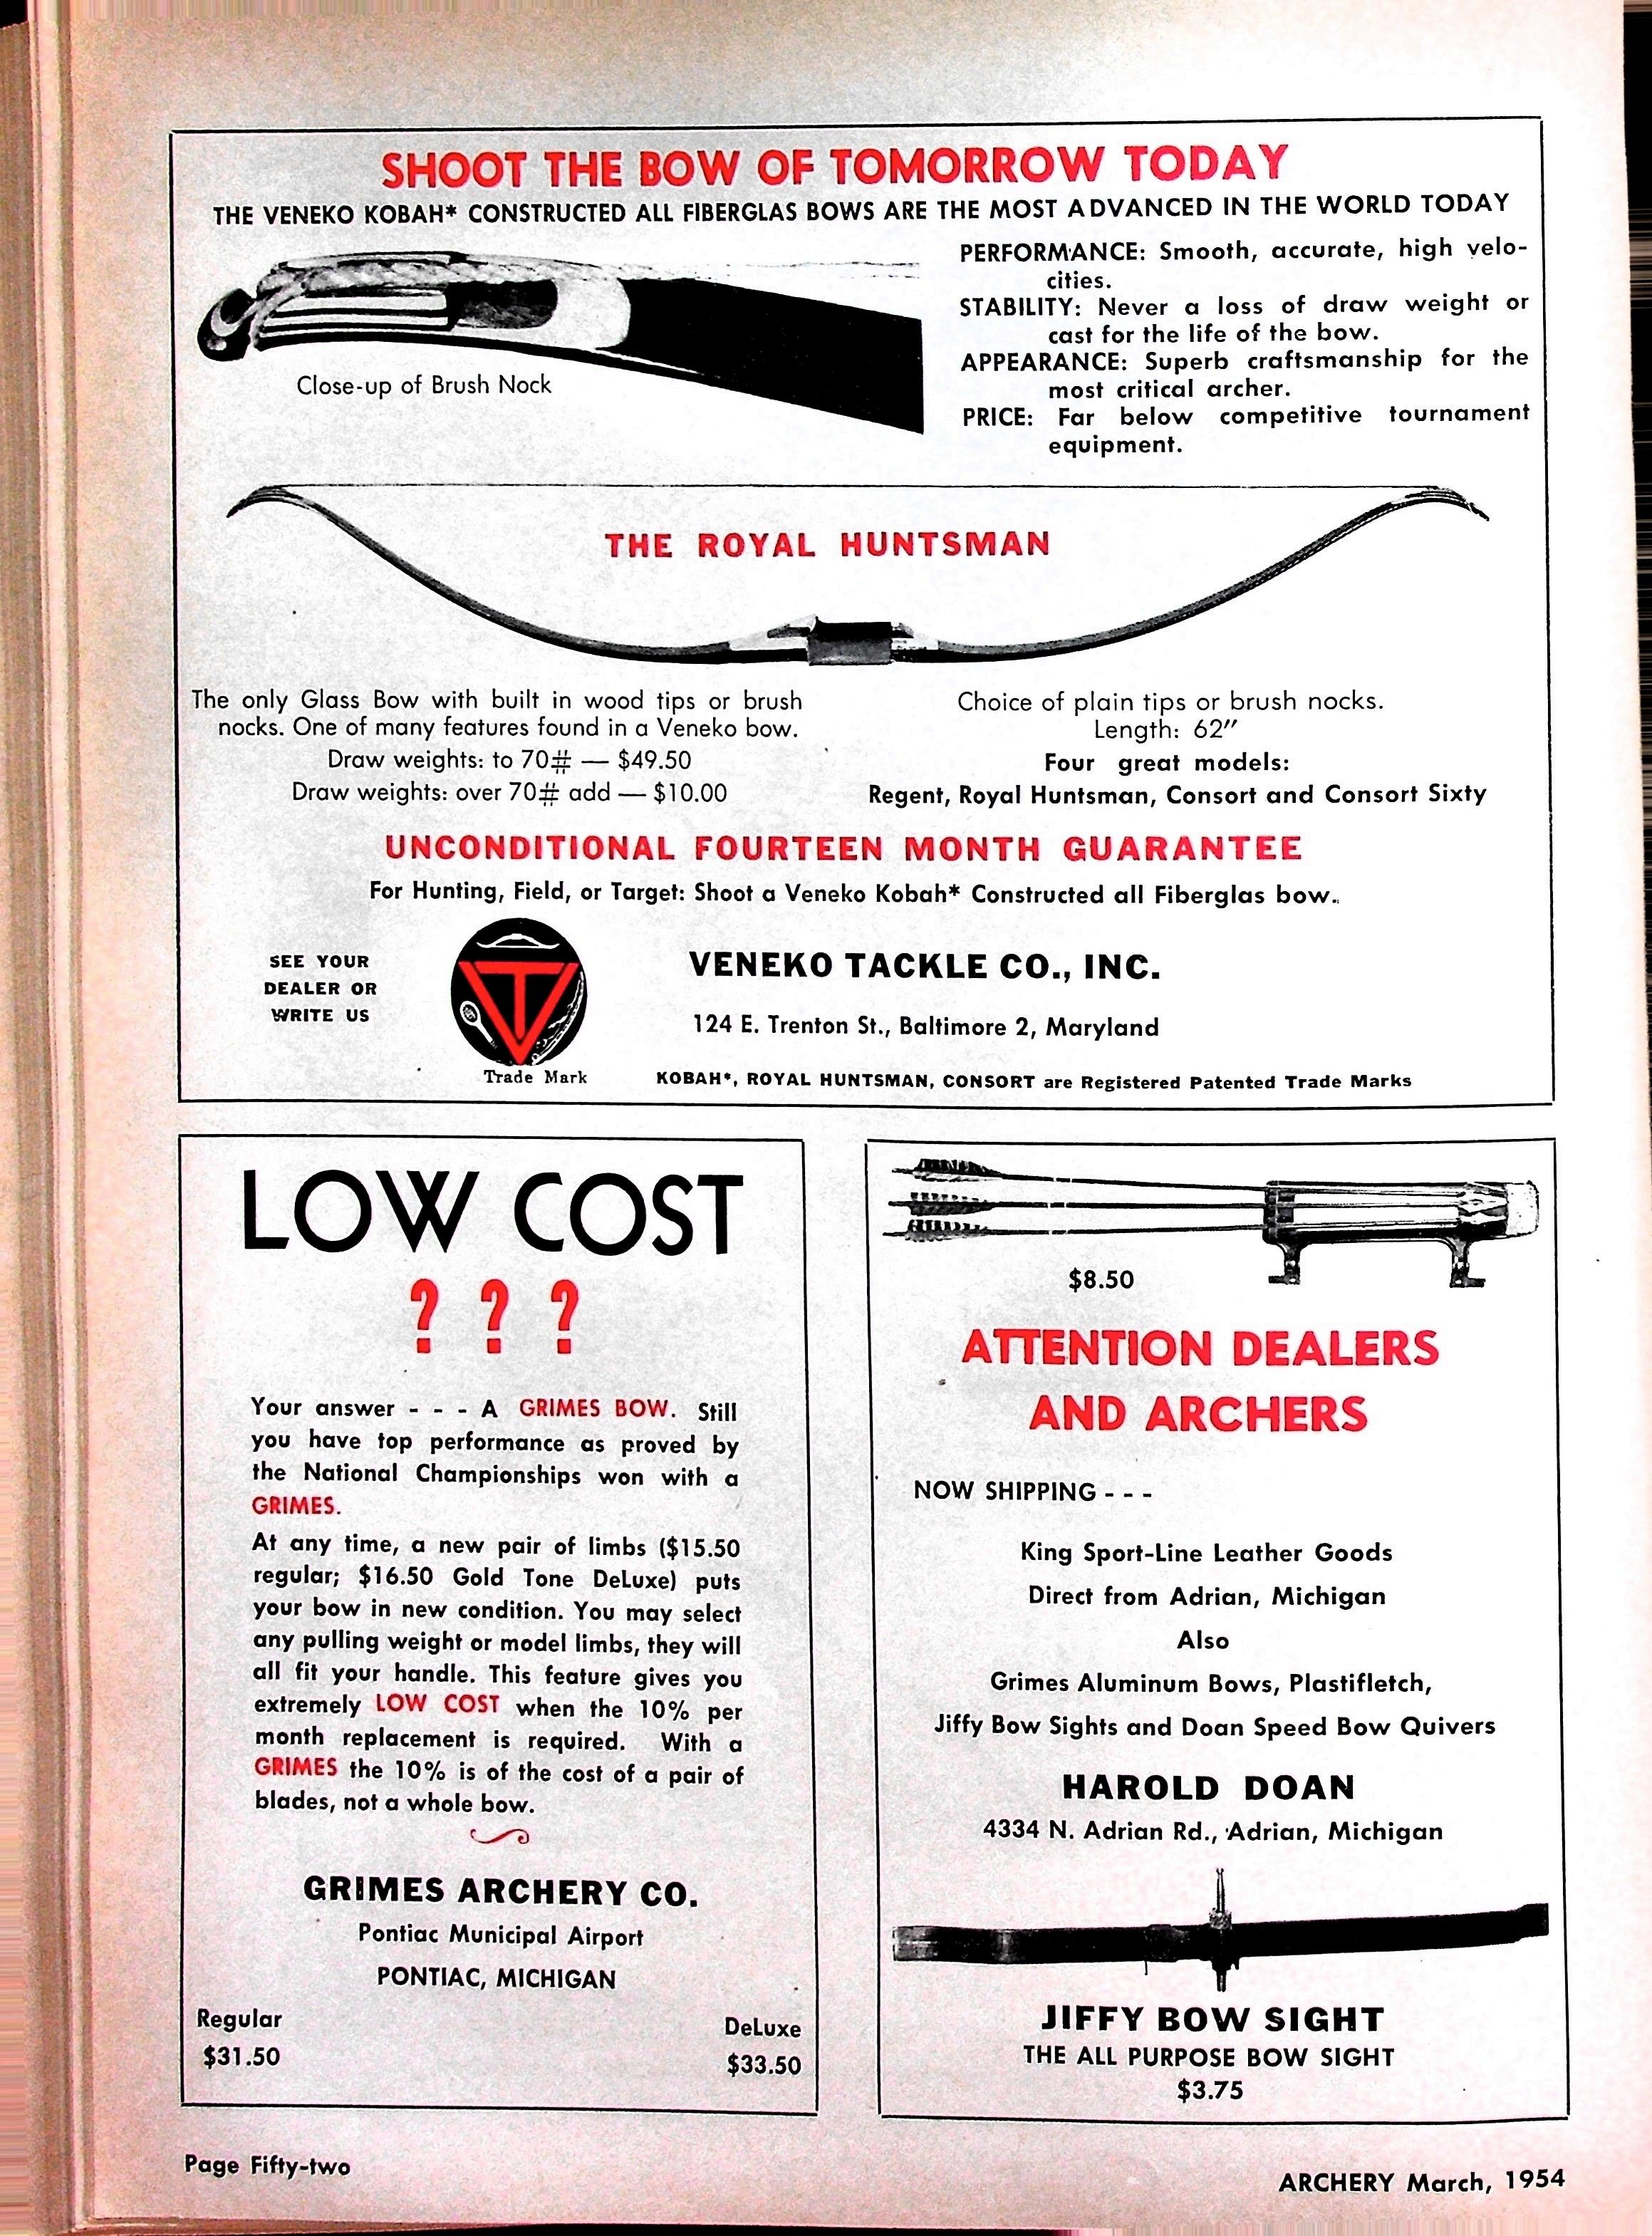 SHOOT THE BOW OF TOMORROW TODAY
THE VENEKO KOBAH* CONSTRUCTED ALL FIBERGLAS BOWS ARE THE MOST ADVANCED IN THE WORLD TODAY
Close-up of Brush Nock
PERFORMANCE: Smooth, accurate, high velo-
cities.
STABILITY: Never a loss of draw weight or
cast for the life of the bow.
APPEARANCE: Superb craftsmanship for the
most critical archer.
PRICE: Far below competitive tournament
equipment.
THE ROYAL HUNTSMAN
The only Glass Bow with built in wood tips or brush
nocks. One of many features found in a Veneko bow.
Draw weights: to 70# — $49.50
Draw weights: over 70# add — $10.00
Choice of plain tips or brush nocks.
Length: 62"
Four great models:
Regent, Royal Huntsman, Consort and Consort Sixty
UNCONDITIONAL FOURTEEN MONTH GUARANTEE
For Hunting, Field, or Target: Shoot a Veneko Kobah* Constructed all Fiberglas bow.
SEE YOUR
DEALER OR
WRITE US
VT
Trade Mark
VENEKO TACKLE CO., INC.
124 E. Trenton St., Baltimore 2, Maryland
KOBAH*, ROYAL HUNTSMAN, CONSORT are Registered Patented Trade Marks
LOW COST
? ? ?
Your answer - - - A GRIMES BOW. Still
you have top performance as proved by
the National Championships won with a
GRIMES.
At any time, a new pair of limbs ($15.50
regular; $16.50 Gold Tone DeLuxe) puts
your bow in new condition. You may select
any pulling weight or model limbs, they will
all fit your handle. This feature gives you
extremely LOW COST when the 10% per
month replacement is required. With a
GRIMES the 10% is of the cost of a pair of
blades, not a whole bow.
GRIMES ARCHERY CO.
Pontiac Municipal Airport
PONTIAC, MICHIGAN
Regular
$31.50
DeLuxe
$33.50
$8.50
ATTENTION DEALERS
AND ARCHERS
NOW SHIPPING - - -
King Sport-Line Leather Goods
Direct from Adrian, Michigan
Also
Grimes Aluminum Bows, Plastifletch,
Jiffy Bow Sights and Doan Speed Bow Quivers
HAROLD DOAN
4334 N. Adrian Rd., Adrian, Michigan
JIFFY BOW SIGHT
THE ALL PURPOSE BOW SIGHT
$3.75
Page Fifty-two
ARCHERY March, 1954